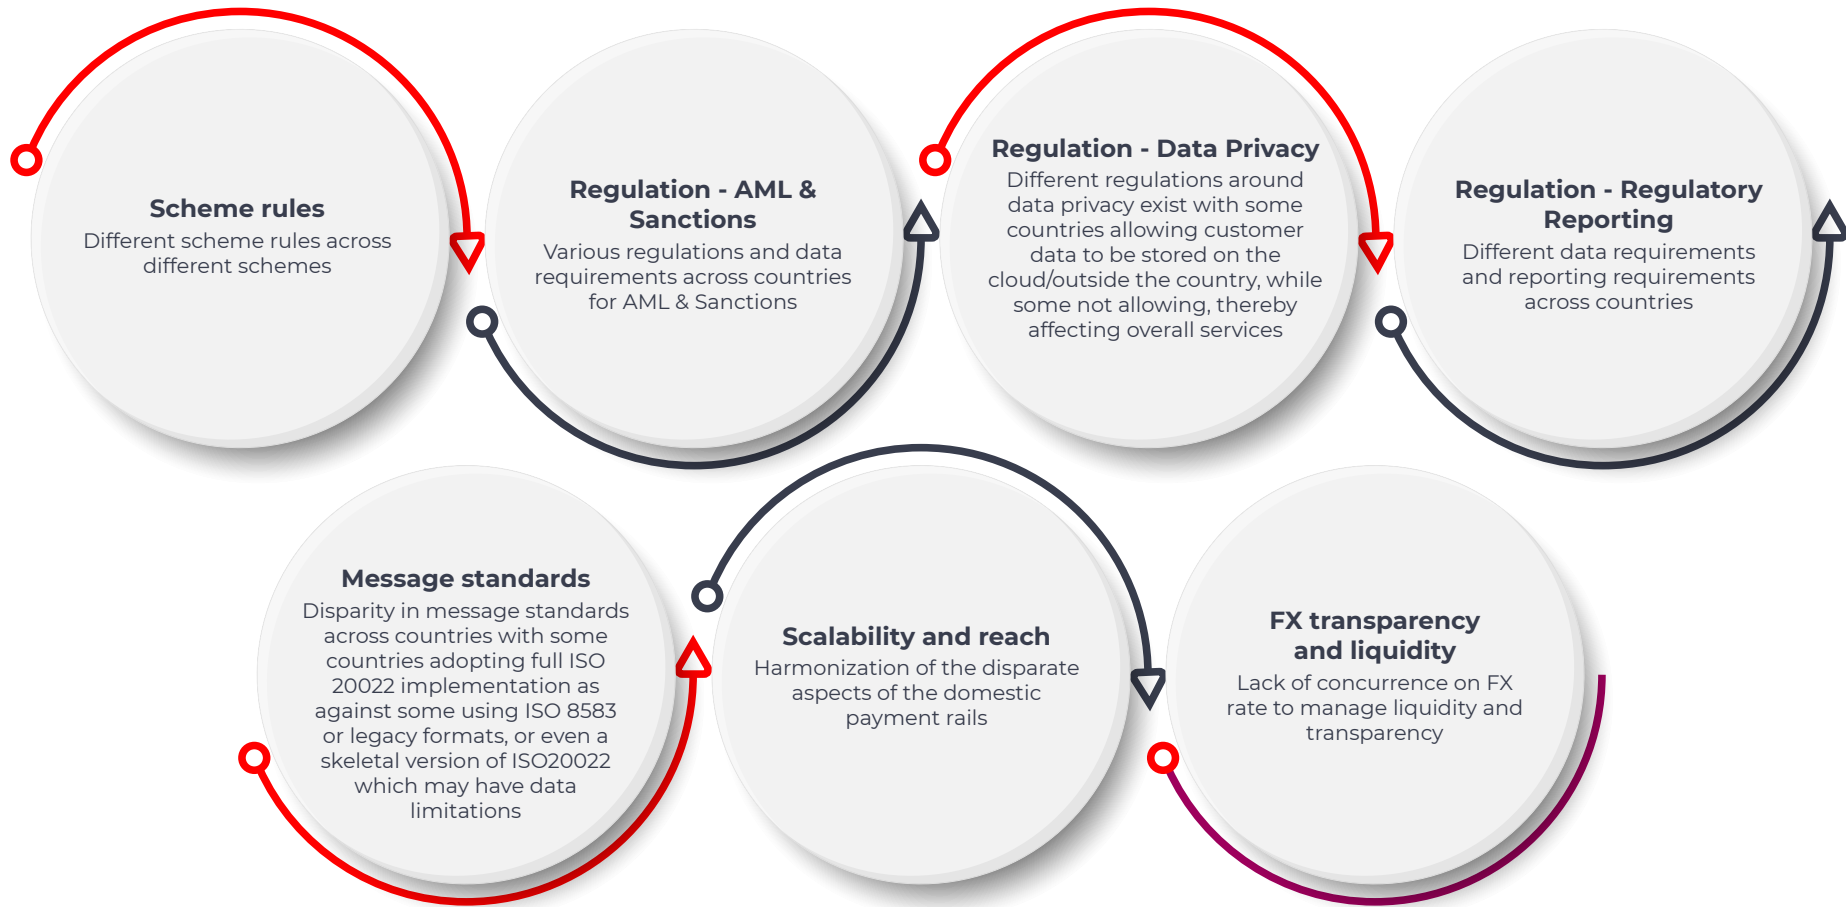 Scheme rules
Different scheme rules across
different schemes
Regulation - AML &
Sanctions
Various regulations and data
requirements across countries
for AML & Sanctions
Regulation - Data Privacy
Different regulations around
data privacy exist with some
countries allowing customer
data to be stored on the
cloud/outside the country, while
some not allowing, thereby
affecting overall services
Regulation - Regulatory
Reporting
Different data requirements
and reporting requirements
across countries
Message standards
Disparity in message standards
across countries with some
countries adopting full ISO
20022 implementation as
against some using ISO 8583
or legacy formats, or even a
skeletal version of ISO20022
which may have data
limitations
Scalability and reach
Harmonization of the disparate
aspects of the domestic
payment rails
FX transparency
and liquidity
Lack of concurrence on FX
rate to manage liquidity and
transparency